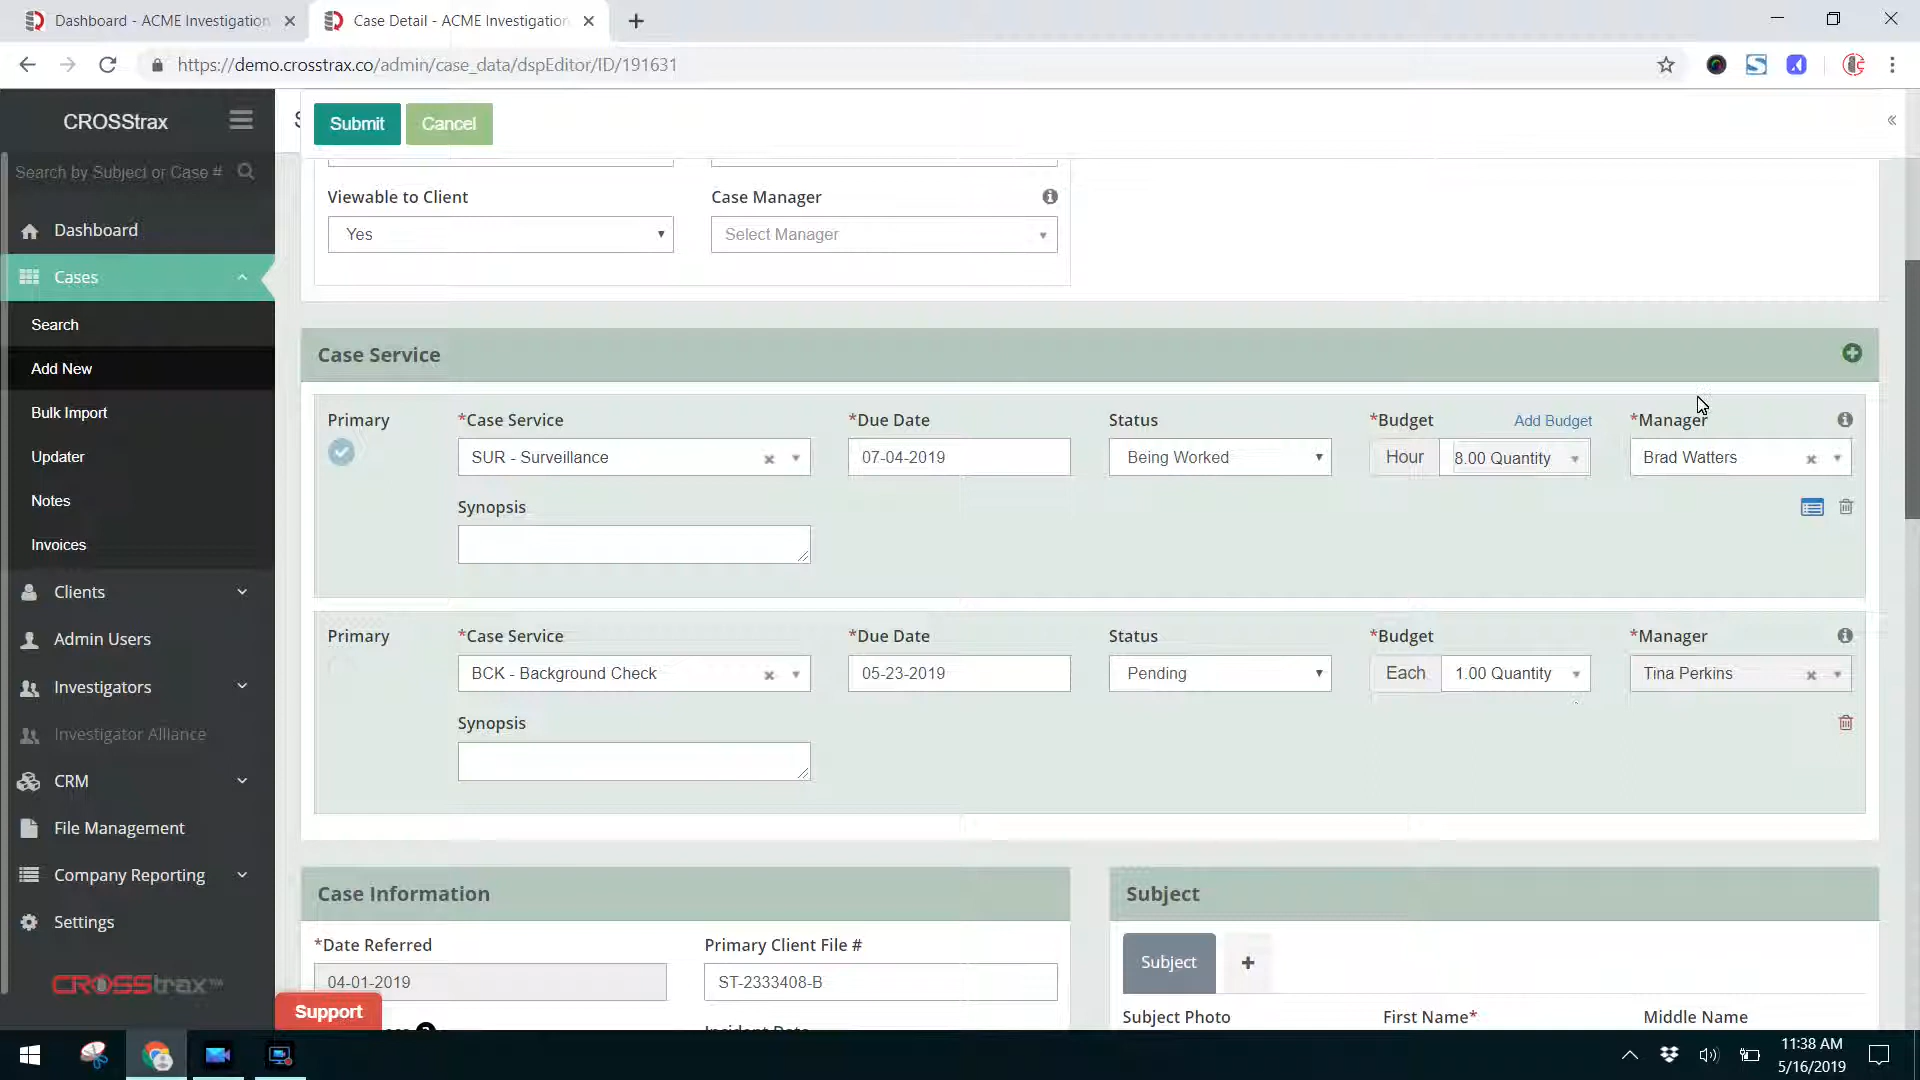 Dashboard - ACME Investigation
Case Detail - ACME Investigation
https://demo.crosstrax.co/admin/case_data/dspEditor/ID/191631
CROSStrax
Submit
Cancel
Search by Subject or Case #
Dashboard
Cases
Search
Add New
Bulk Import
Updater
Notes
Invoices
Clients
Admin Users
Investigators
Investigator Alliance
CRM
File Management
Company Reporting
Settings
CROSStrax
Support
Viewable to Client
Case Manager
Yes
Select Manager
Case Service
Primary
*Case Service
*Due Date
Status
*Budget
Add Budget
*Manager
SUR - Surveillance
07-04-2019
Being Worked
Hour
8.00 Quantity
Brad Watters
Synopsis
Primary
*Case Service
*Due Date
Status
*Budget
*Manager
BCK - Background Check
05-23-2019
Pending
Each
1.00 Quantity
Tina Perkins
Synopsis
Case Information
*Date Referred
Primary Client File #
04-01-2019
ST-2333408-B
Incident Date
Subject
Subject
+
Subject Photo
First Name*
Middle Name
11:38 AM
5/16/2019